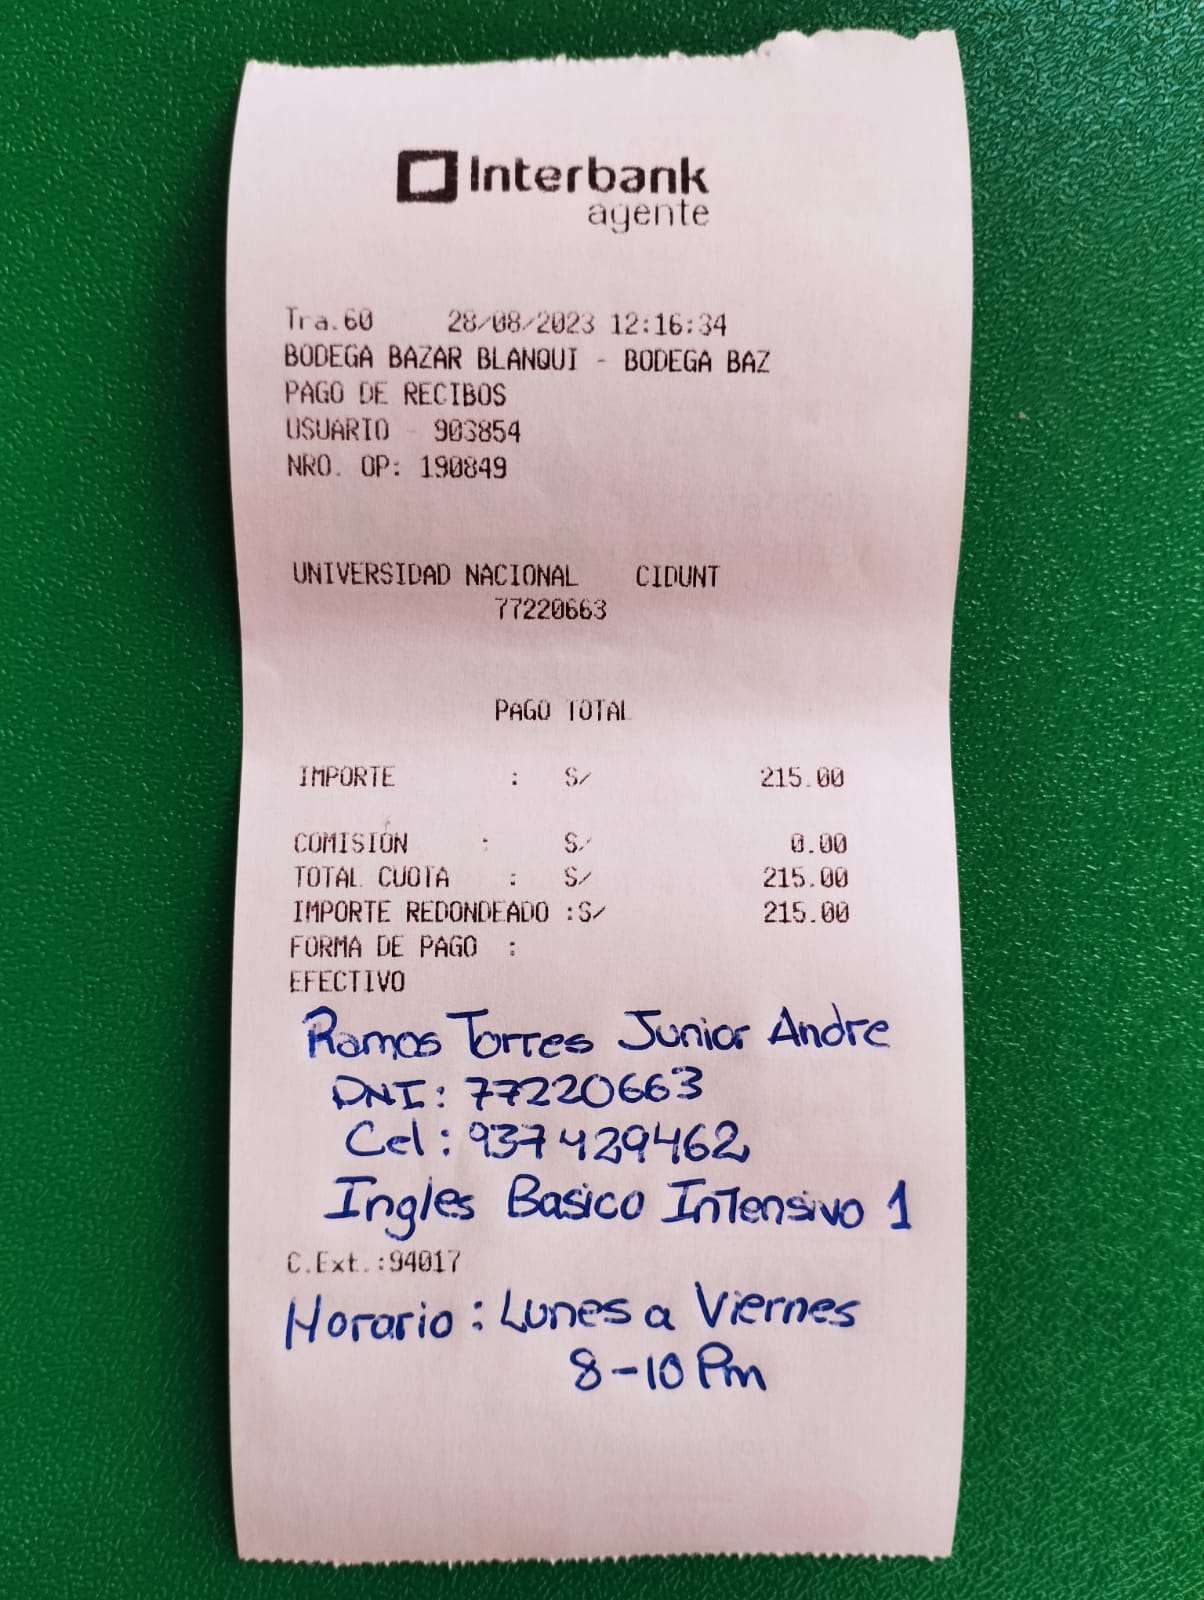 Interbank
agente
Tra.60 28/08/2023 12:16:34
BODEGA BAZAR BLANQUI - BODEGA BAZ
PAGO DE RECIBOS
USUARIO - 903854
NRO. OP: 190849
UNIVERSIDAD NACIONAL CIDUNT
77220663
PAGO TOTAL
IMPORTE : S/ 215.00
COMISIÓN : S/ 0.00
TOTAL CUOTA : S/ 215.00
IMPORTE REDONDEADO :S/ 215.00
FORMA DE PAGO :
EFECTIVO
Ramos Torres Junior Andre
DNI: 77220663
Cel: 937429462
Ingles Basico Intensivo 1
C.Ext.:94017
Horario: Lunes a Viernes
8-10 Pm